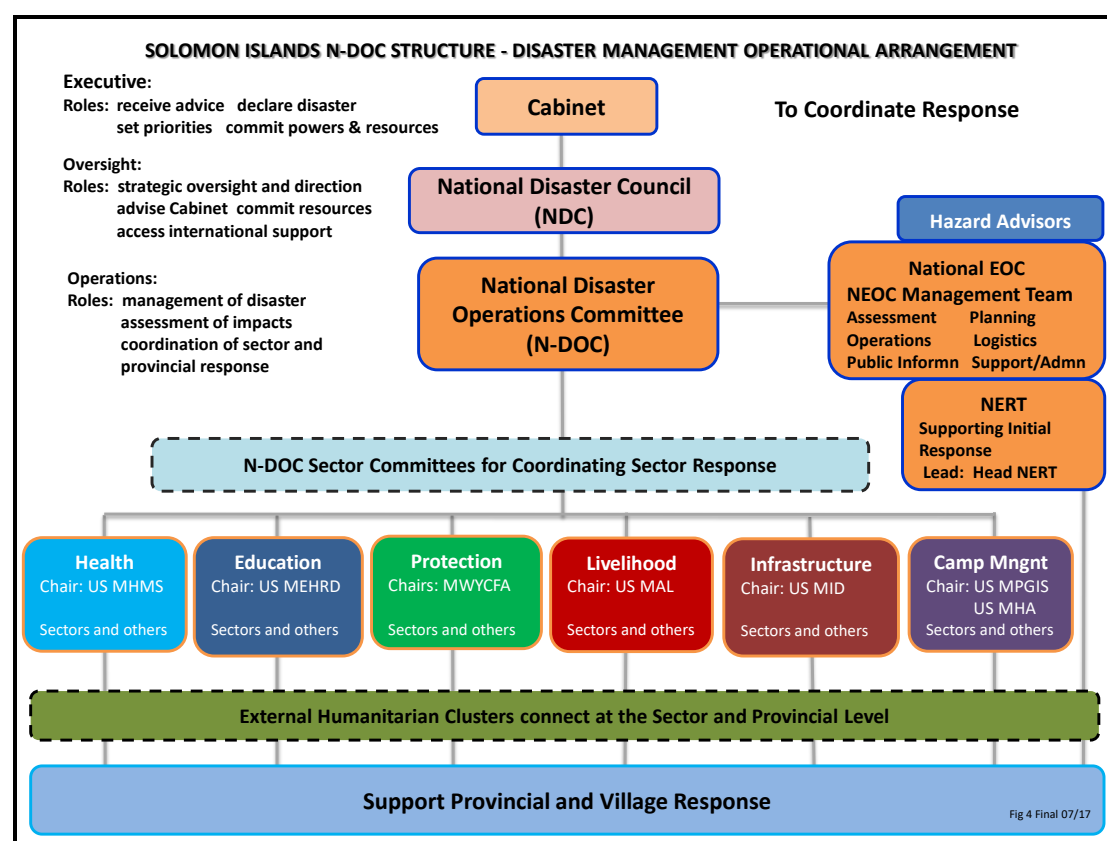 SOLOMON ISLANDS N-DOC STRUCTURE - DISASTER MANAGEMENT OPERATIONAL ARRANGEMENT
Executive:
Roles: receive advice declare disaster
set priorities commit powers & resources
Cabinet
To Coordinate Response
Oversight:
Roles: strategic oversight and direction
advise Cabinet commit resources
access international support
National Disaster Council
(NDC)
Hazard Advisors
Operations:
Roles: management of disaster
assessment of impacts
coordination of sector and
provincial response
National Disaster
Operations Committee
(N-DOC)
National EOC
NEOC Management Team
Assessment Planning
Operations Logistics
Public Informn Support/Admn
NERT
Supporting Initial
Response
Lead: Head NERT
N-DOC Sector Committees for Coordinating Sector Response
Health
Chair: US MHMS
Sectors and others
Education
Chair: US MEHRD
Sectors and others
Protection
Chairs: MWYCFA
Sectors and others
Livelihood
Chair: US MAL
Sectors and others
Infrastructure
Chair: US MID
Sectors and others
Camp Mngnt
Chair: US MPGIS
US MHA
Sectors and others
External Humanitarian Clusters connect at the Sector and Provincial Level
Support Provincial and Village Response
Fig 4 Final 07/17